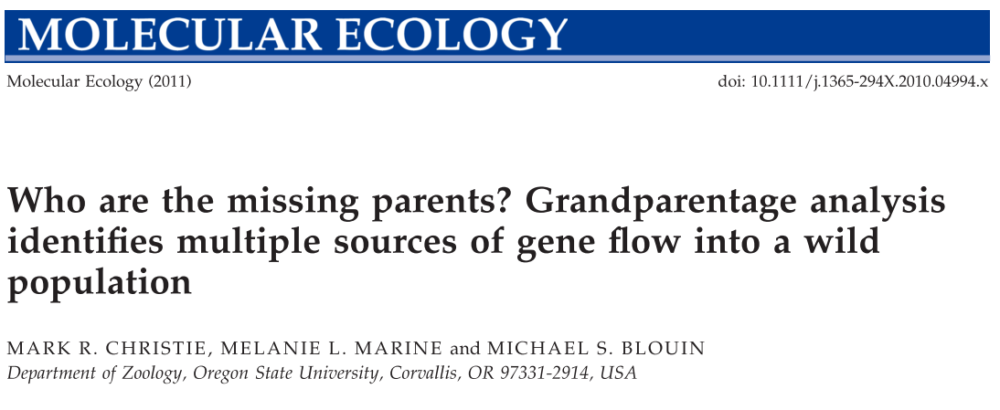 MOLECULAR ECOLOGY
Molecular Ecology (2011) doi: 10.1111/j.1365-294X.2010.04994.x
Who are the missing parents? Grandparentage analysis
identifies multiple sources of gene flow into a wild
population
MARK R. CHRISTIE, MELANIE L. MARINE and MICHAEL S. BLOUIN
Department of Zoology, Oregon State University, Corvallis, OR 97331-2914, USA